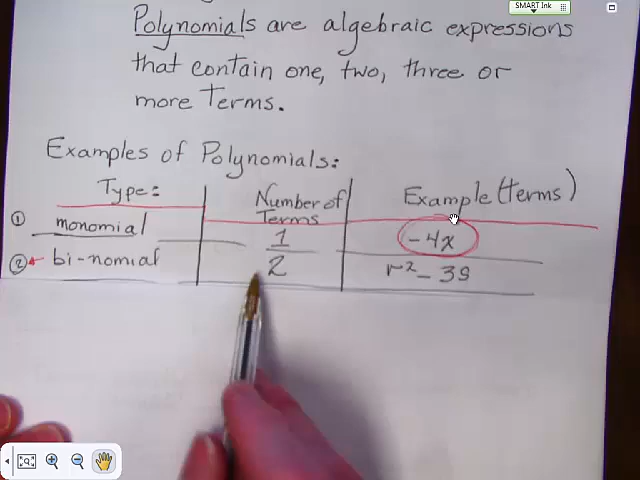 SMART Ink
Polynomials are algebraic expressions
that contain one, two, three or
more Terms.
Examples of Polynomials:
Type: Number of Terms Example (terms)
① monomial 1 -4x
② bi-nomial 2 r² - 3s